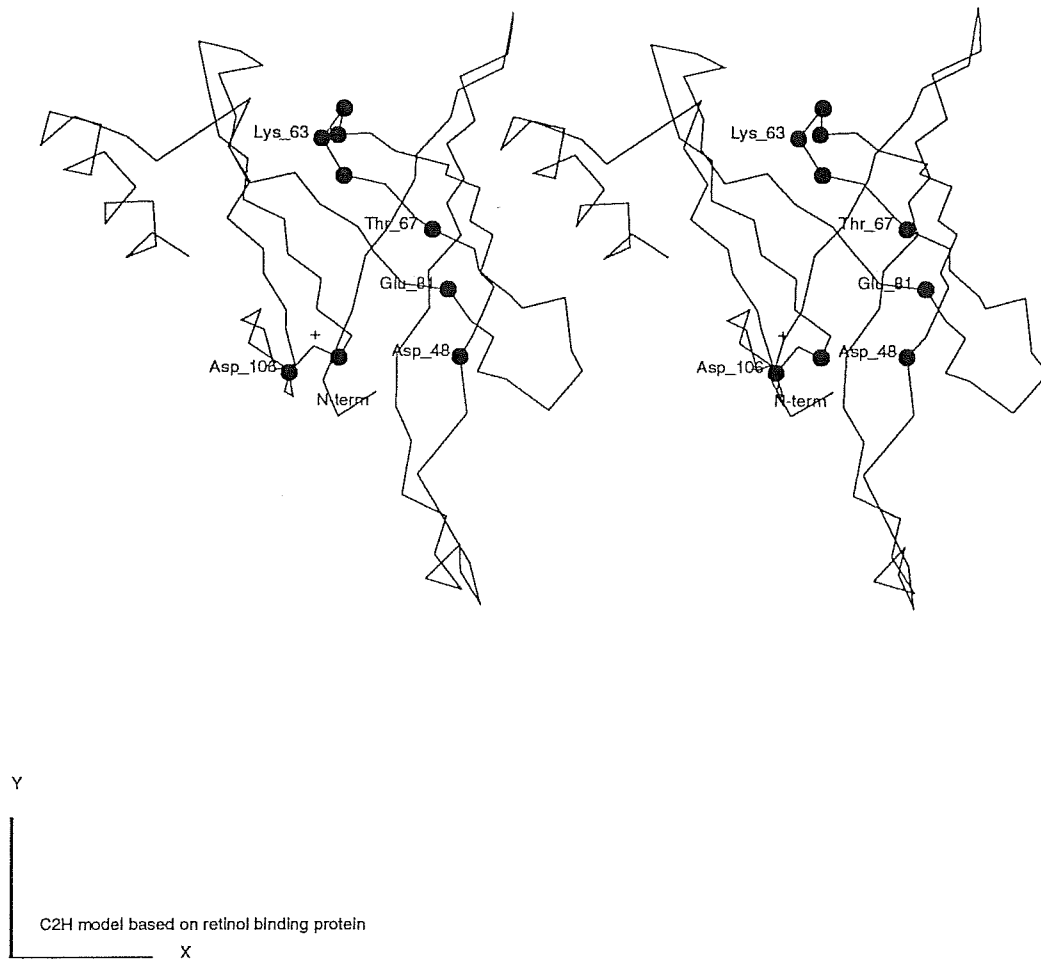 Lys_63 Lys_63
Thr_67 Thr_67
Glu_81 Glu_81
+ +
Asp_48 Asp_48
Asp_106 Asp_106
N-term N-term
Y
C2H model based on retinol binding protein
X